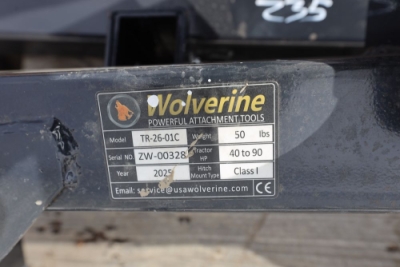 235
Wolverine
POWERFUL ATTACHMENT TOOLS
Model TR-26-01C Weight 50 lbs
Serial NO. ZW-00328 Tractor HP 40 to 90
Year 2025 Hitch Mount Type Class I
Email: service@usawolverine.com CE